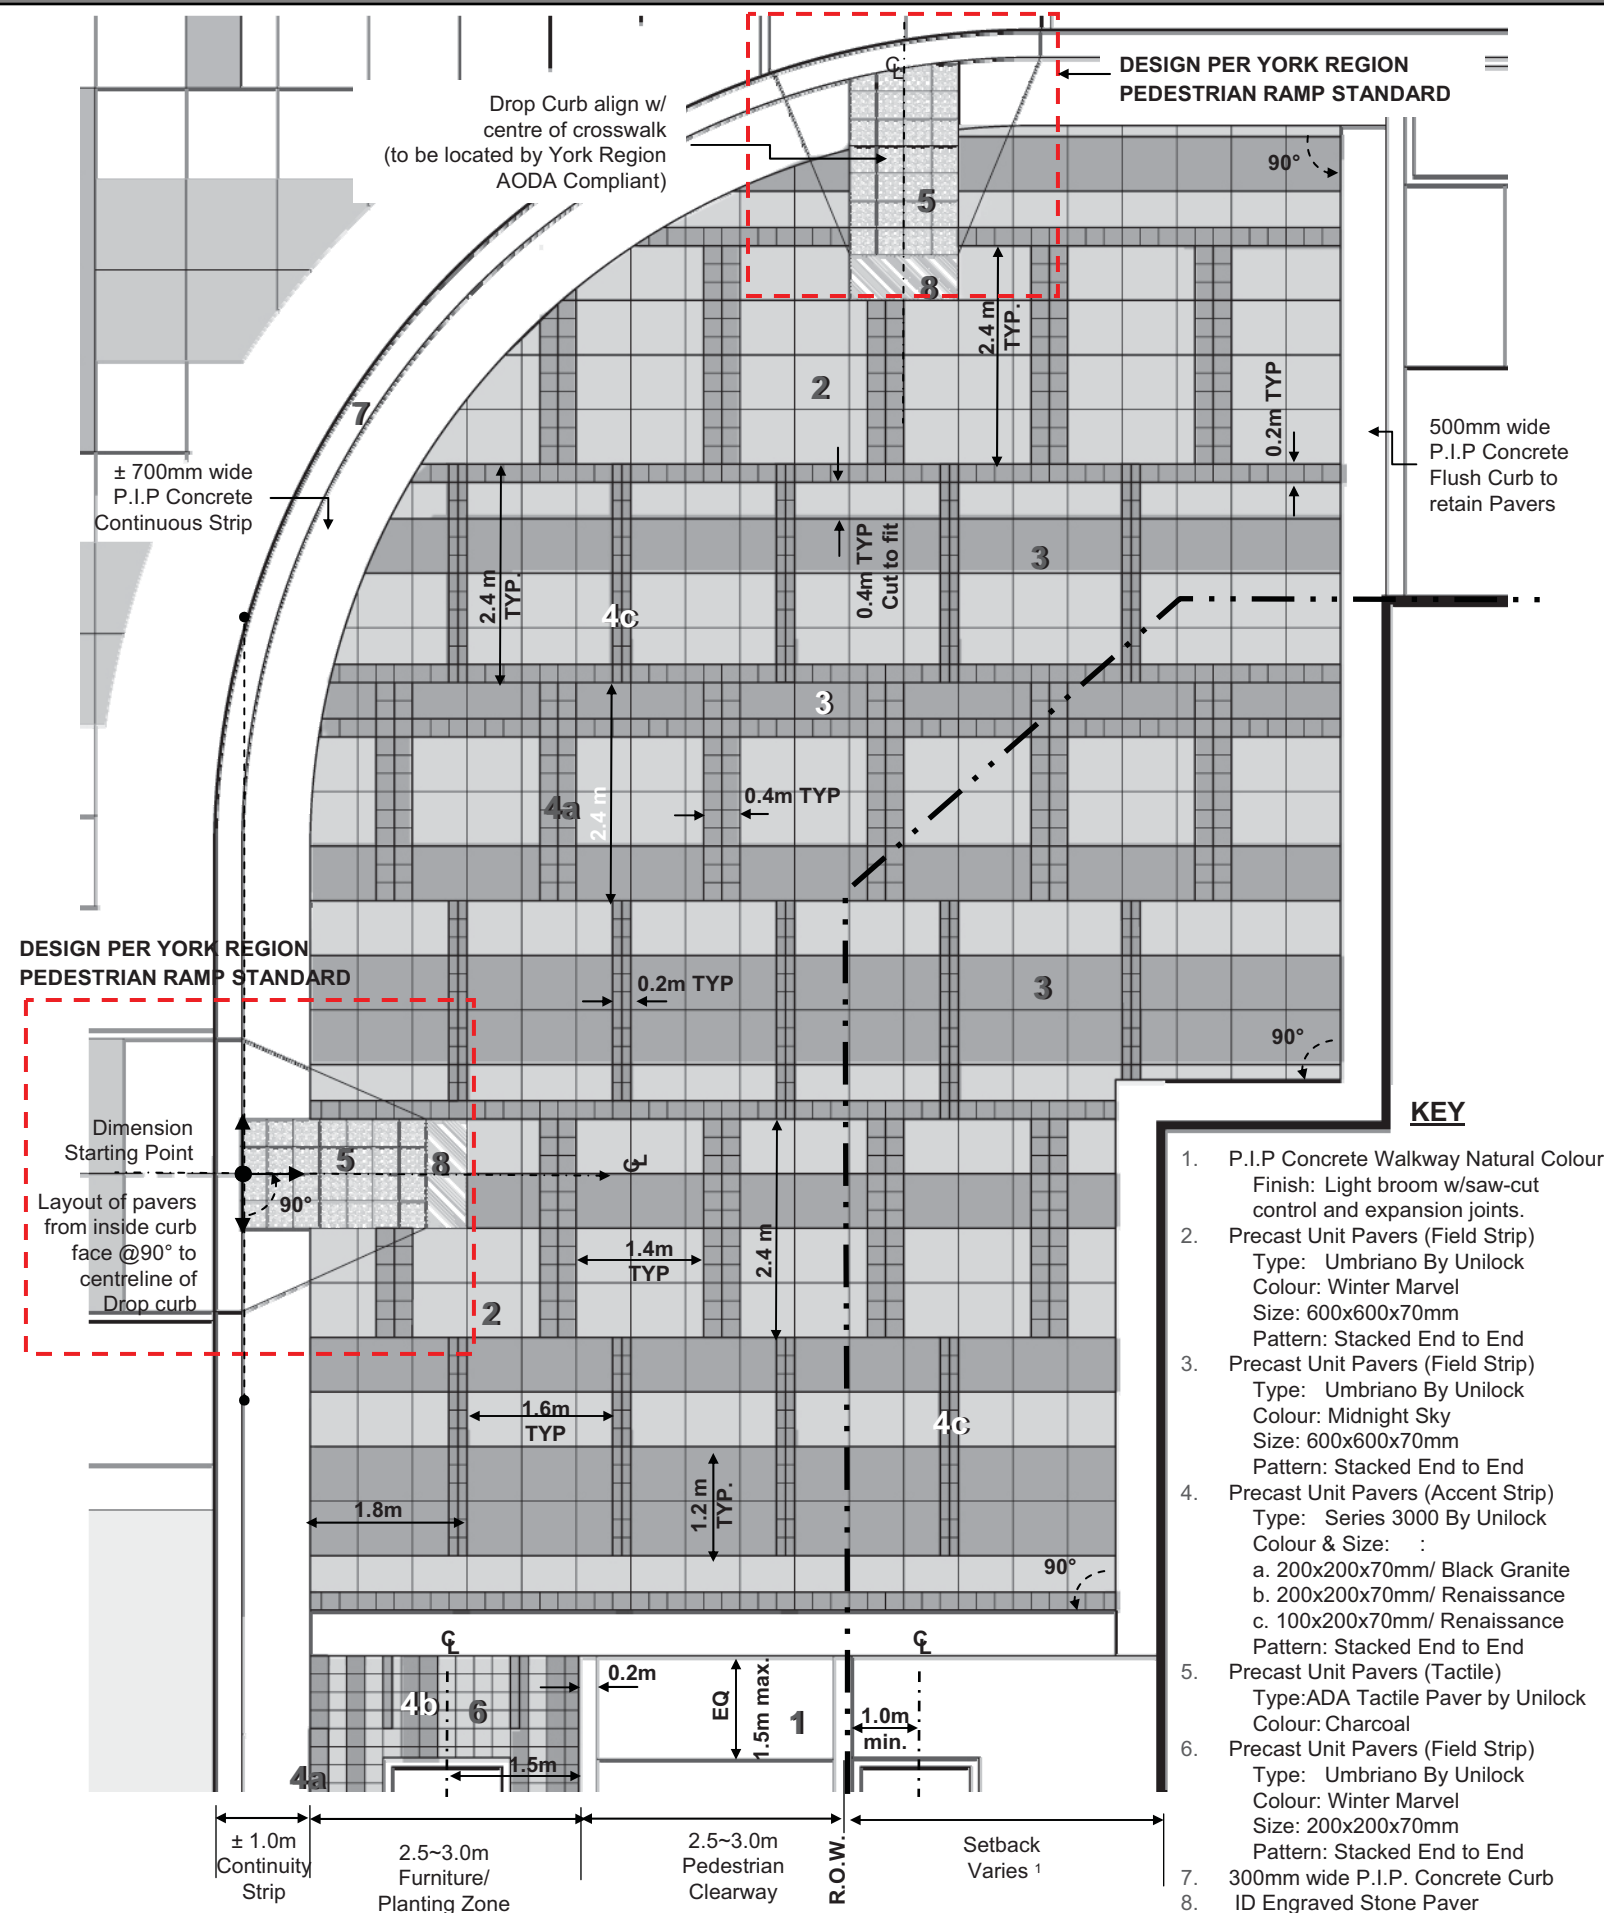 DESIGN PER YORK REGION
PEDESTRIAN RAMP STANDARD
Drop Curb align w/
centre of crosswalk
(to be located by York Region
AODA Compliant)
℄
90°
5
8
2.4 m
TYP.
2
0.2m TYP
7
500mm wide
P.I.P Concrete
Flush Curb to
retain Pavers
± 700mm wide
P.I.P Concrete
Continuous Strip
2.4 m
TYP.
4c
0.4m TYP
Cut to fit
3
3
4a
2.4 m
0.4m TYP
DESIGN PER YORK REGION
PEDESTRIAN RAMP STANDARD
0.2m TYP
3
90°
Dimension
Starting Point
5
8
℄
90°
Layout of pavers
from inside curb
face @90° to
centreline of
Drop curb
1.4m
TYP
2.4 m
2
1.6m
TYP
4c
1.8m
1.2 m
TYP.
90°
℄
℄
4b
6
0.2m
EQ
1.5m max.
1
1.0m
min.
1.5m
4a
± 1.0m
Continuity
Strip
2.5~3.0m
Furniture/
Planting Zone
2.5~3.0m
Pedestrian
Clearway
R.O.W.
Setback
Varies ¹
KEY
1. P.I.P Concrete Walkway Natural Colour
Finish: Light broom w/saw-cut
control and expansion joints.
2. Precast Unit Pavers (Field Strip)
Type: Umbriano By Unilock
Colour: Winter Marvel
Size: 600x600x70mm
Pattern: Stacked End to End
3. Precast Unit Pavers (Field Strip)
Type: Umbriano By Unilock
Colour: Midnight Sky
Size: 600x600x70mm
Pattern: Stacked End to End
4. Precast Unit Pavers (Accent Strip)
Type: Series 3000 By Unilock
Colour & Size: :
a. 200x200x70mm/ Black Granite
b. 200x200x70mm/ Renaissance
c. 100x200x70mm/ Renaissance
Pattern: Stacked End to End
5. Precast Unit Pavers (Tactile)
Type:ADA Tactile Paver by Unilock
Colour: Charcoal
6. Precast Unit Pavers (Field Strip)
Type: Umbriano By Unilock
Colour: Winter Marvel
Size: 200x200x70mm
Pattern: Stacked End to End
7. 300mm wide P.I.P. Concrete Curb
8. ID Engraved Stone Paver